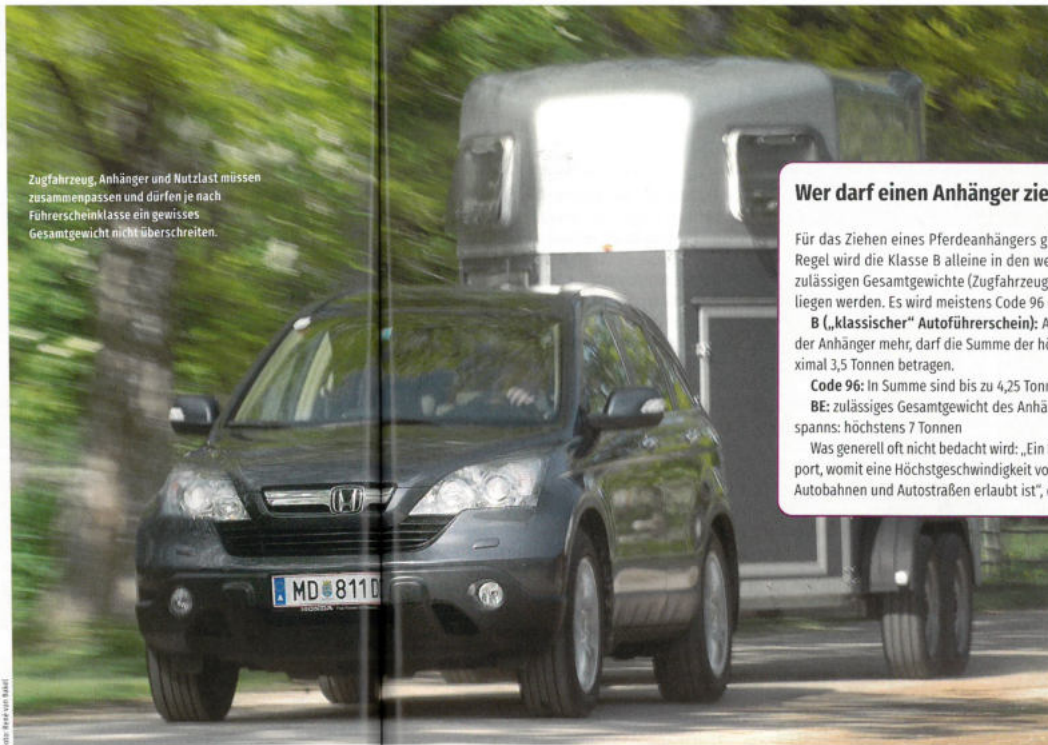 Zugfahrzeug, Anhänger und Nutzlast müssen
zusammenpassen und dürfen je nach
Führerscheinklasse ein gewisses
Gesamtgewicht nicht überschreiten.
Wer darf einen Anhänger zie
Für das Ziehen eines Pferdeanhängers g
Regel wird die Klasse B alleine in den we
zulässigen Gesamtgewichte (Zugfahrzeug
liegen werden. Es wird meistens Code 96
B („klassischer“ Autoführerschein): A
der Anhänger mehr, darf die Summe der hö
ximal 3,5 Tonnen betragen.
Code 96: In Summe sind bis zu 4,25 Tonn
BE: zulässiges Gesamtgewicht des Anhä
spanns: höchstens 7 Tonnen
Was generell oft nicht bedacht wird: „Ein
port, womit eine Höchstgeschwindigkeit vo
Autobahnen und Autostraßen erlaubt ist“,
MD 811D
HONDA